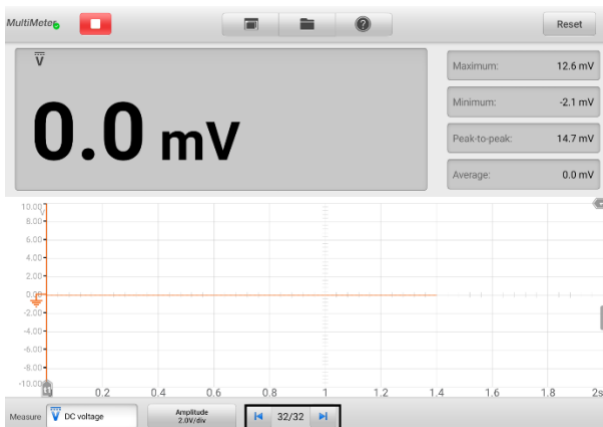 MultiMeter
Reset
V
0.0 mV
Maximum: 12.6 mV
Minimum: -2.1 mV
Peak-to-peak: 14.7 mV
Average: 0.0 mV
10.00
V
8.00
6.00
4.00
2.00
0.00
-2.00
-4.00
-6.00
-8.00
-10.00
0.2 0.4 0.6 0.8 1 1.2 1.4 1.6 1.8 2s
Measure V DC voltage
Amplitude
2.0V/div
32/32